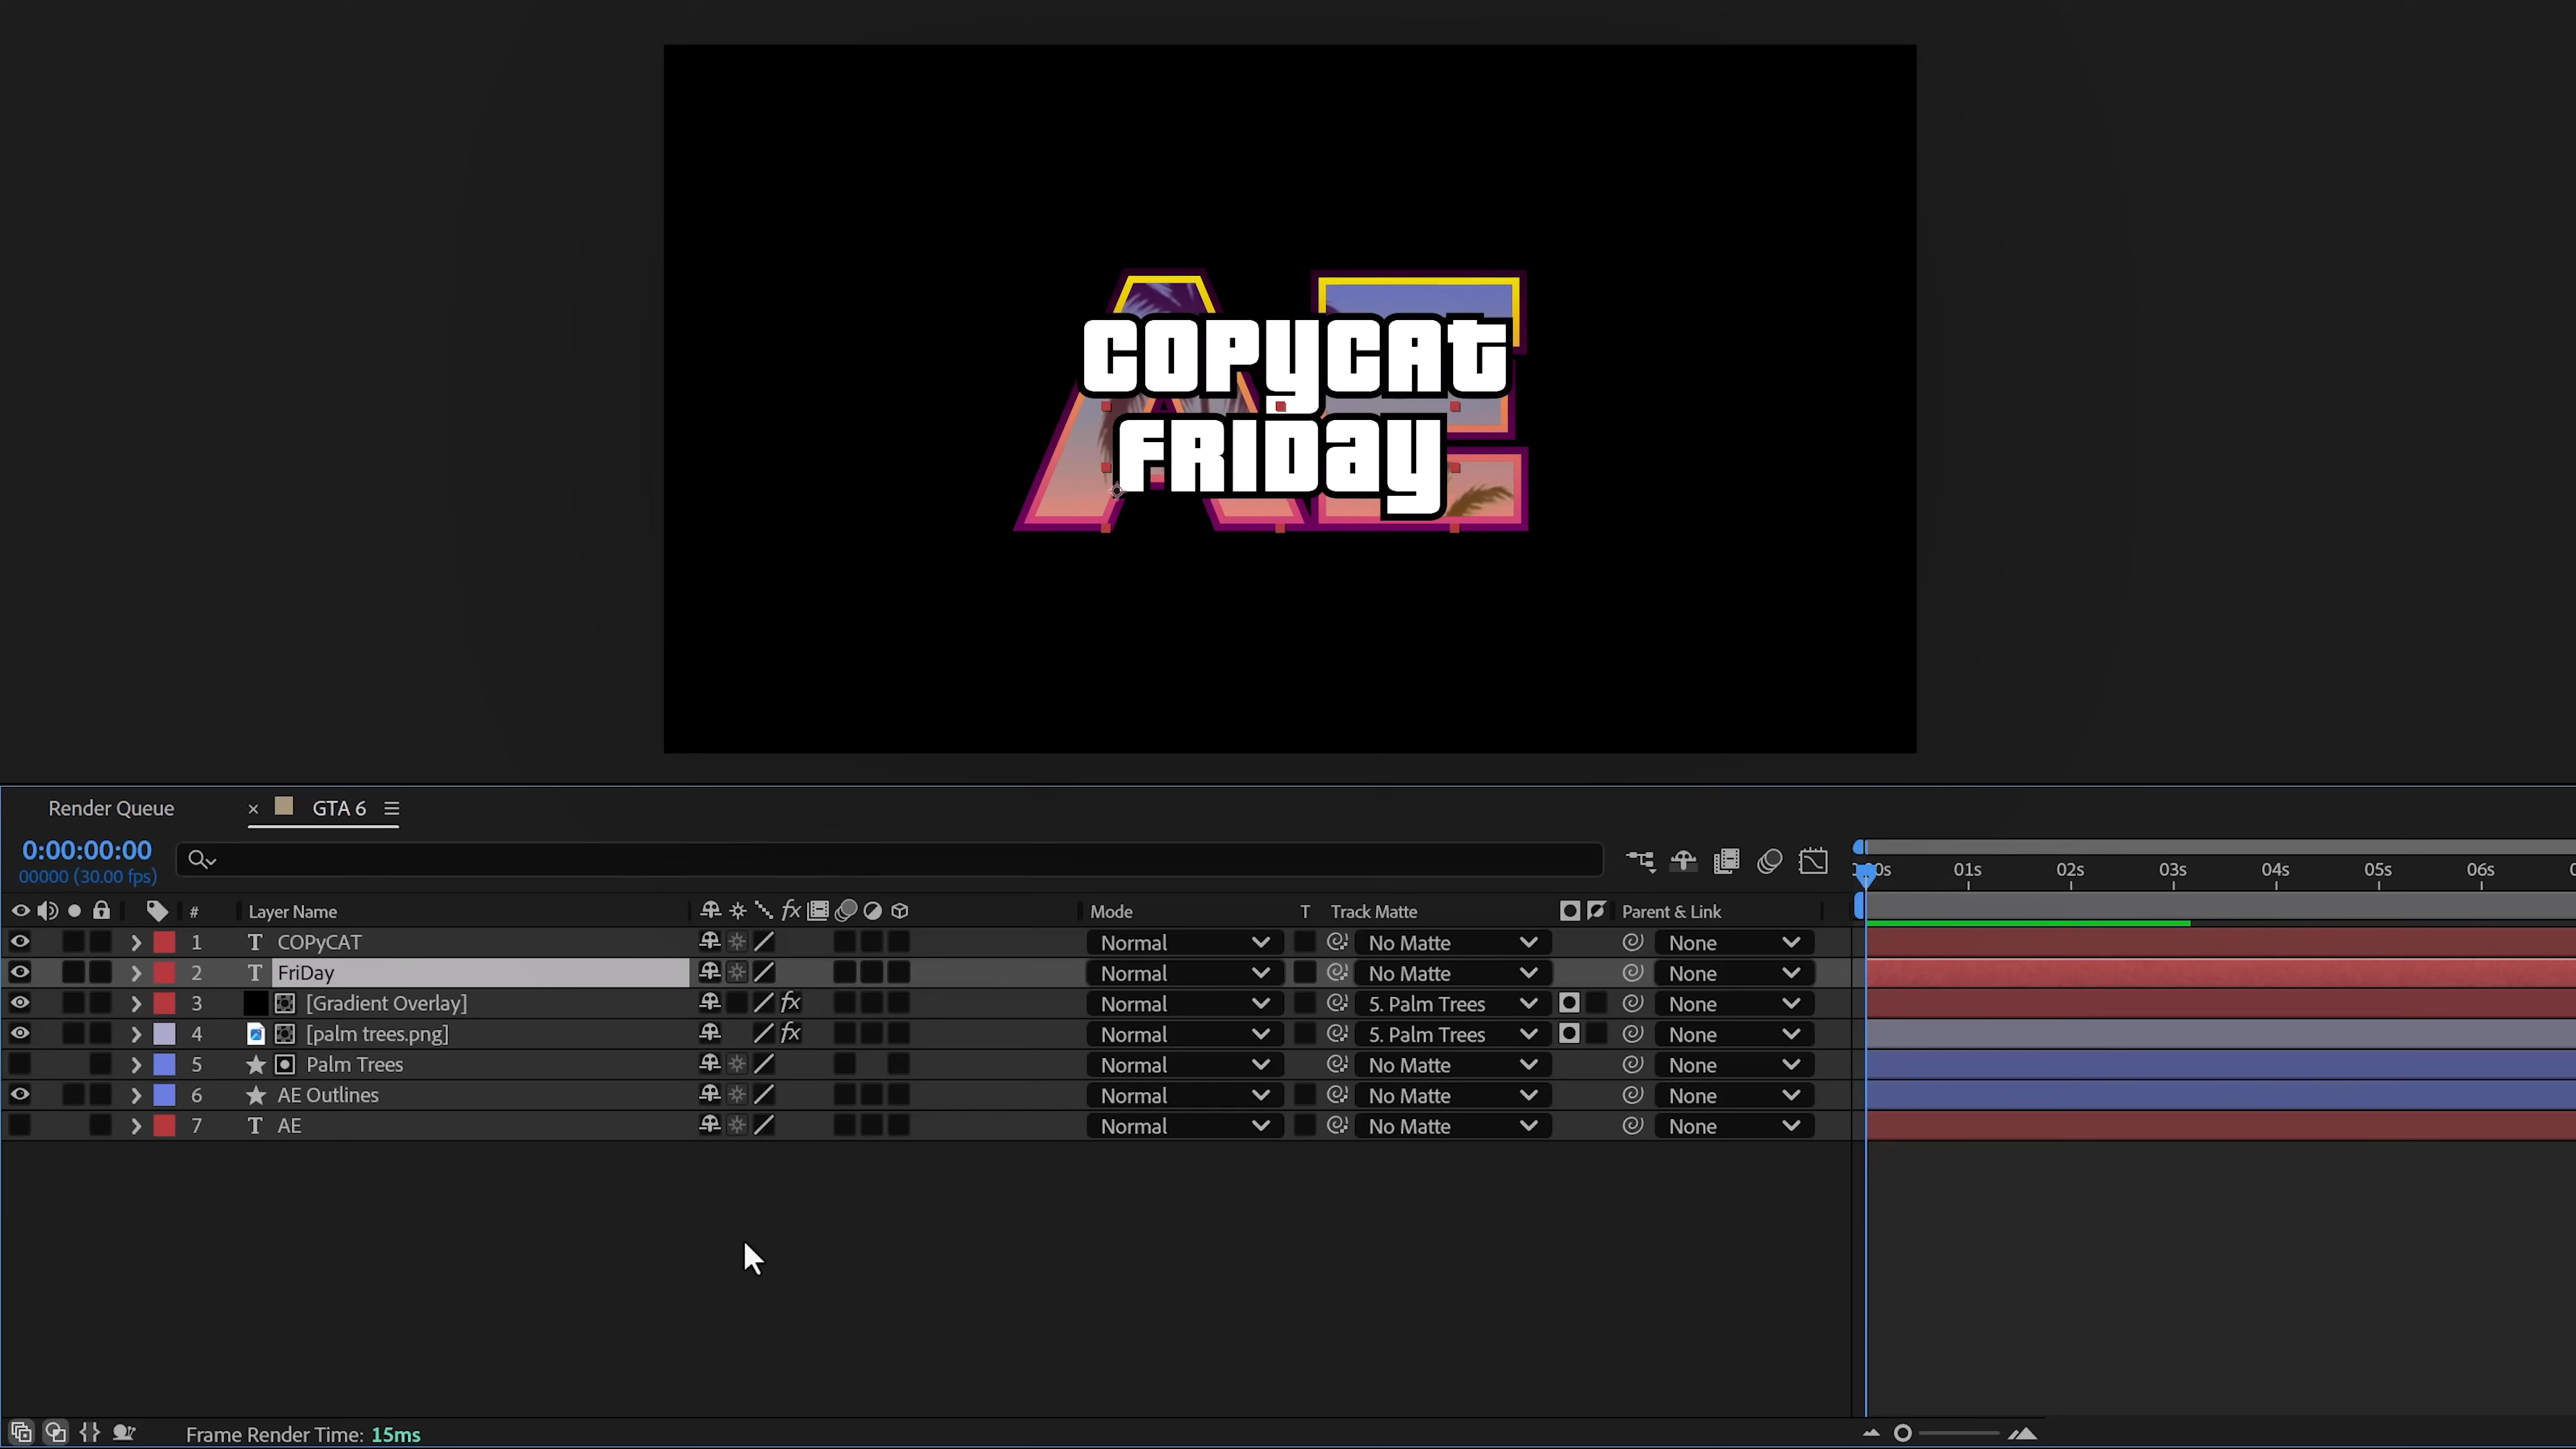 COPyCAt
FRIDay
Render Queue
× GTA 6
0:00:00:00
00000 (30.00 fps)
01s 02s 03s 04s 05s 06s
# Layer Name fx Mode T Track Matte Parent & Link
1 T COPyCAT Normal No Matte None
2 T FriDay Normal No Matte None
3 [Gradient Overlay] fx Normal 5. Palm Trees None
4 [palm trees.png] fx Normal 5. Palm Trees None
5 Palm Trees Normal No Matte None
6 AE Outlines Normal No Matte None
7 T AE Normal No Matte None
Frame Render Time: 15ms